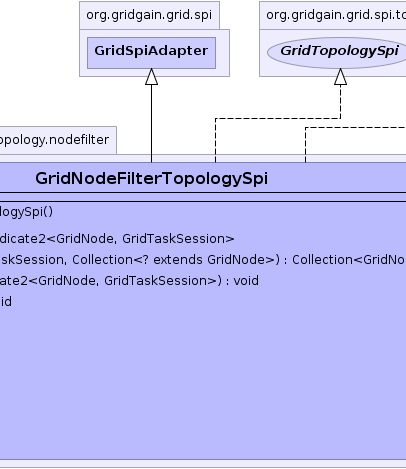 org.gridgain.grid.spi
org.gridgain.grid.spi.to
GridSpiAdapter
GridTopologySpi
opology.nodefilter
GridNodeFilterTopologySpi
logySpi()
dicate2<GridNode, GridTaskSession>
skSession, Collection<? extends GridNode>) : Collection<GridNo
ate2<GridNode, GridTaskSession>) : void
id